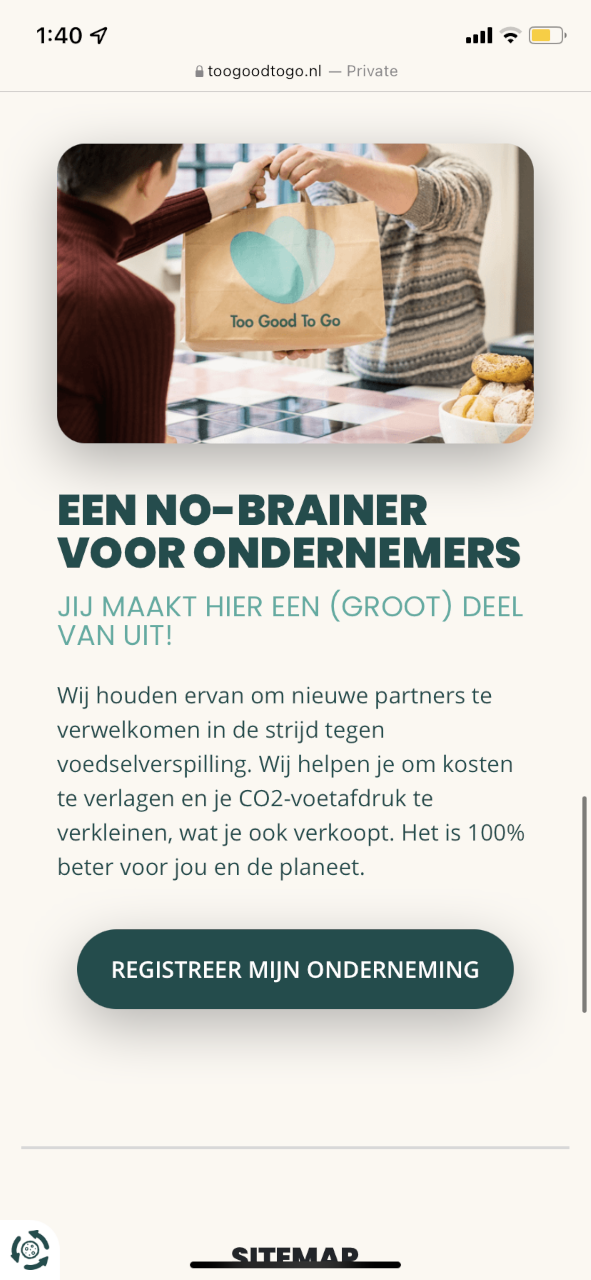 1:40
toogoodtogo.nl — Private
Too Good To Go
EEN NO-BRAINER
VOOR ONDERNEMERS
JIJ MAAKT HIER EEN (GROOT) DEEL
VAN UIT!
Wij houden ervan om nieuwe partners te
verwelkomen in de strijd tegen
voedselverspilling. Wij helpen je om kosten
te verlagen en je CO2-voetafdruk te
verkleinen, wat je ook verkoopt. Het is 100%
beter voor jou en de planeet.
REGISTREER MIJN ONDERNEMING
SITEMAP